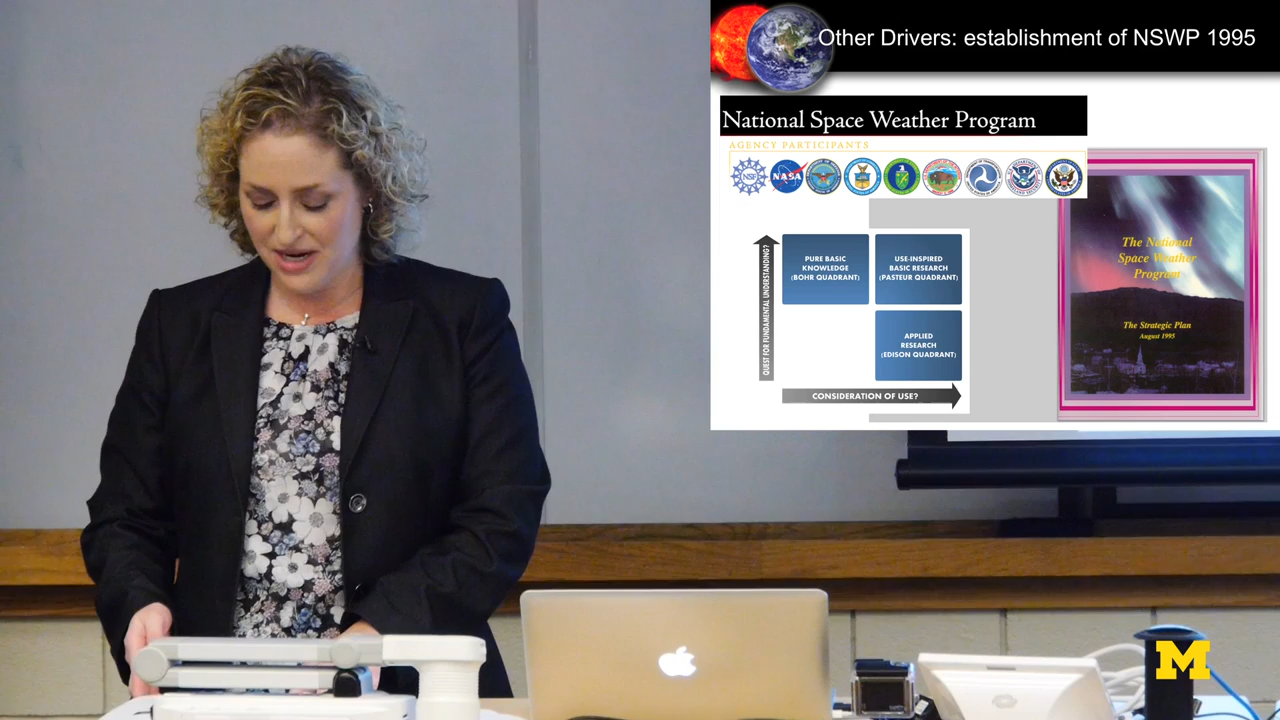 Other Drivers: establishment of NSWP 1995
National Space Weather Program
AGENCY PARTICIPANTS
NSF
NASA
QUEST FOR FUNDAMENTAL UNDERSTANDING?
PURE BASIC
KNOWLEDGE
(BOHR QUADRANT)
USE-INSPIRED
BASIC RESEARCH
(PASTEUR QUADRANT)
APPLIED
RESEARCH
(EDISON QUADRANT)
CONSIDERATION OF USE?
The National
Space Weather
Program
The Strategic Plan
August 1995
M